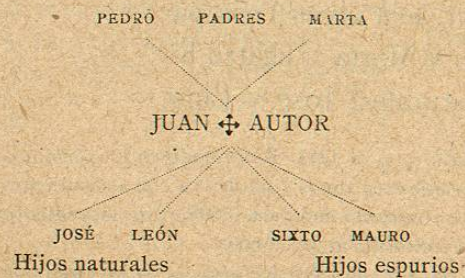 PEDRO PADRES MARTA
JUAN ✣ AUTOR
JOSÉ LEÓN SIXTO MAURO
Hijos naturales Hijos espurios